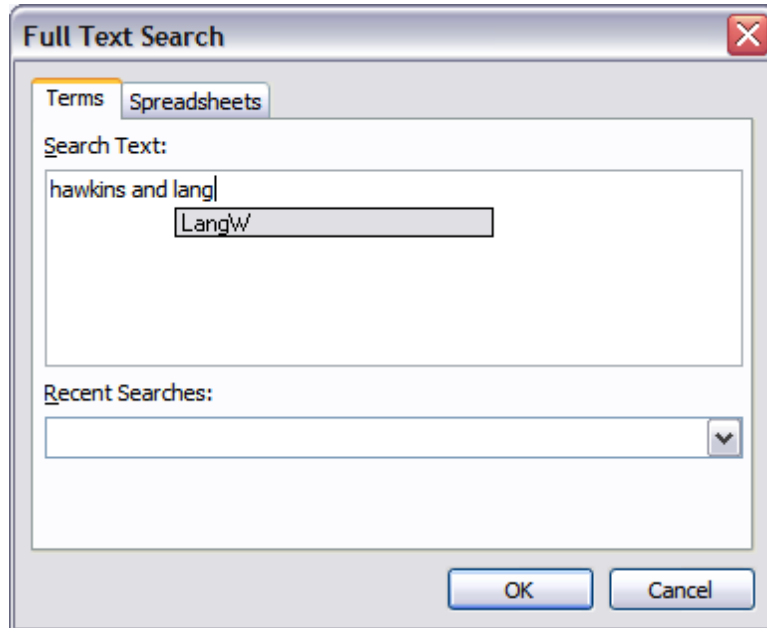 Full Text Search
Terms Spreadsheets
Search Text:
hawkins and lang
LangW
Recent Searches:
OK Cancel